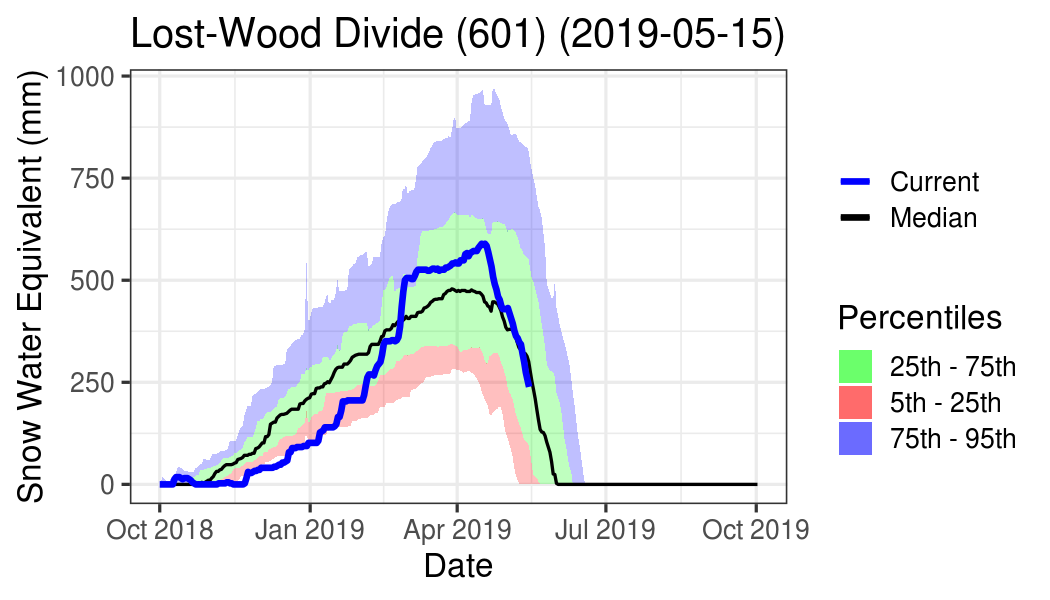 Lost-Wood Divide (601) (2019-05-15)
Snow Water Equivalent (mm)
1000
750
500
250
0
Oct 2018
Jan 2019
Apr 2019
Jul 2019
Oct 2019
Date
Current
Median
Percentiles
25th - 75th
5th - 25th
75th - 95th